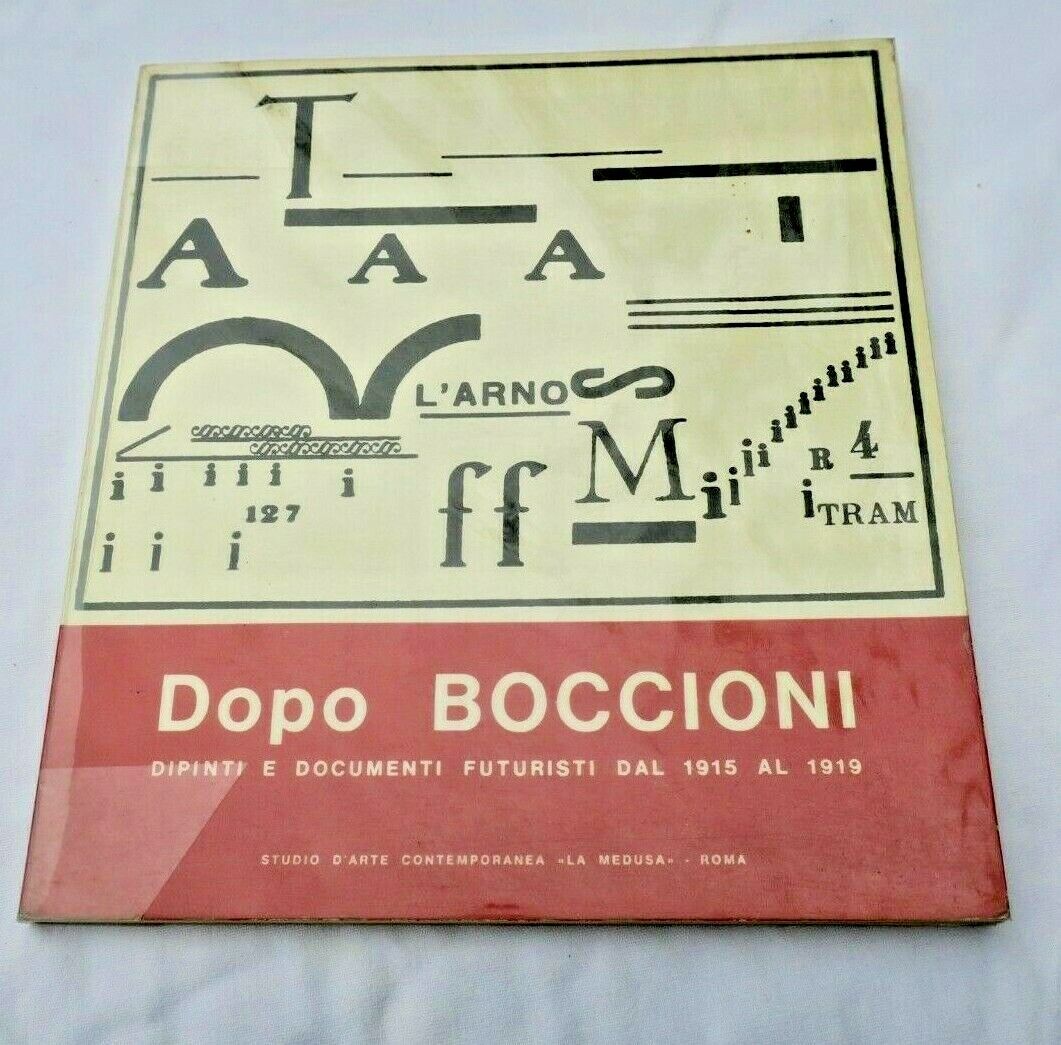 T
A A A
L'ARNO S
M
i i i i i i i i i i i i i i i
i i i i i i
R 4
127
ff
i TRAM
i i i
Dopo BOCCIONI
DIPINTI E DOCUMENTI FUTURISTI DAL 1915 AL 1919
STUDIO D'ARTE CONTEMPORANEA «LA MEDUSA» - ROMA